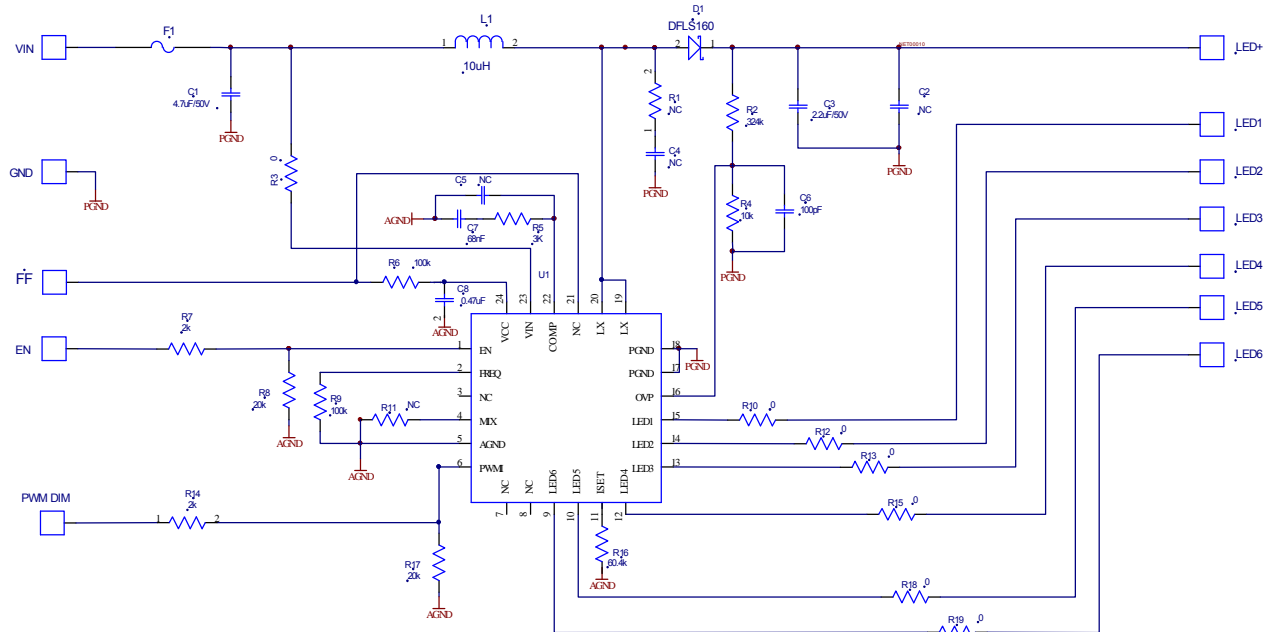 VIN
F1
C1
4.7uF/50V
PGND
L1
1
2
10uH
D1
DFLS160
2
1
NET00010
LED+
2
R1
NC
1
C4
NC
PGND
R2
324k
C3
2.2uF/50V
C2
NC
PGND
LED1
GND
PGND
R3
0
LED2
C5
NC
AGND
C7
68nF
R5
3K
R4
10k
C6
100pF
PGND
LED3
FF
R6
100k
C8
0.47uF
2
AGND
U1
LED4
24
23
22
21
20
19
VCC
VIN
COMP
NC
LX
LX
LED5
EN
R7
2k
R8
20k
AGND
R9
100k
R11
NC
AGND
1
EN
2
FREQ
3
NC
4
MIX
5
AGND
6
PWMI
PGND
18
PGND
PGND
17
OVP
16
LED1
15
LED2
14
LED3
13
LED6
R10
0
R12
0
R13
0
NC
NC
LED6
LED5
ISET
LED4
7
8
9
10
11
12
PWM DIM
1
R14
2k
2
R17
20k
AGND
R16
60.4k
AGND
R15
0
R18
0
R19
0